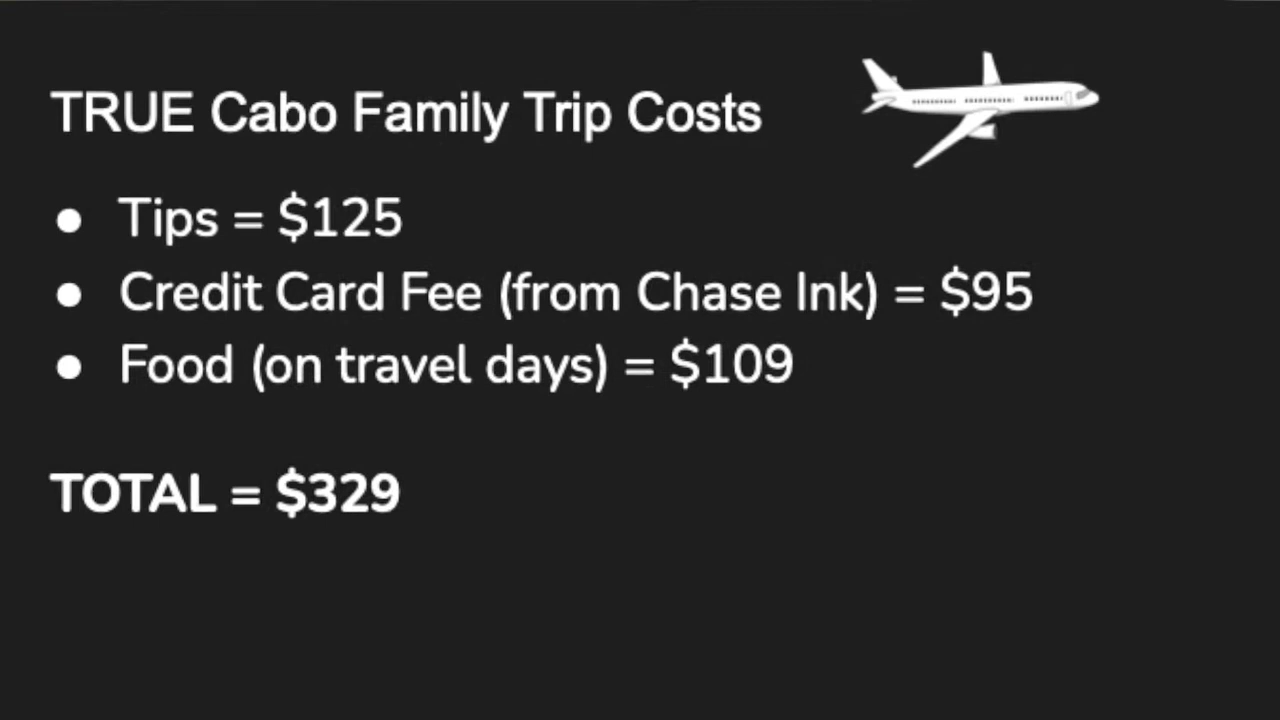 TRUE Cabo Family Trip Costs
● Tips = $125
● Credit Card Fee (from Chase Ink) = $95
● Food (on travel days) = $109
TOTAL = $329